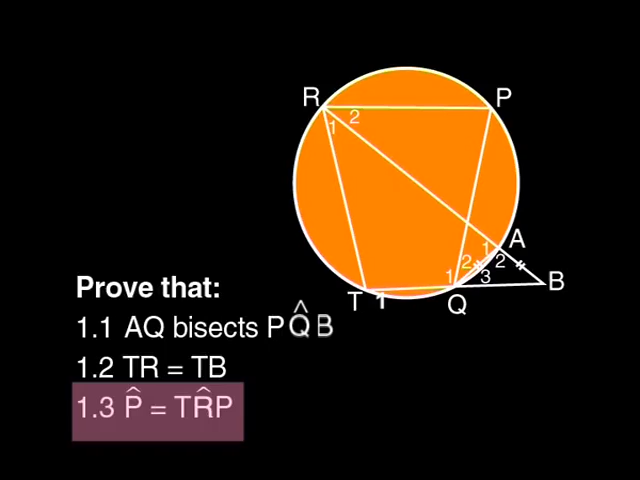 R
P
1
2
1
A
2
2
1
3
B
T
1
Q
Prove that:
1.1 AQ bisects PQ̂B
1.2 TR = TB
1.3 P̂ = TR̂P